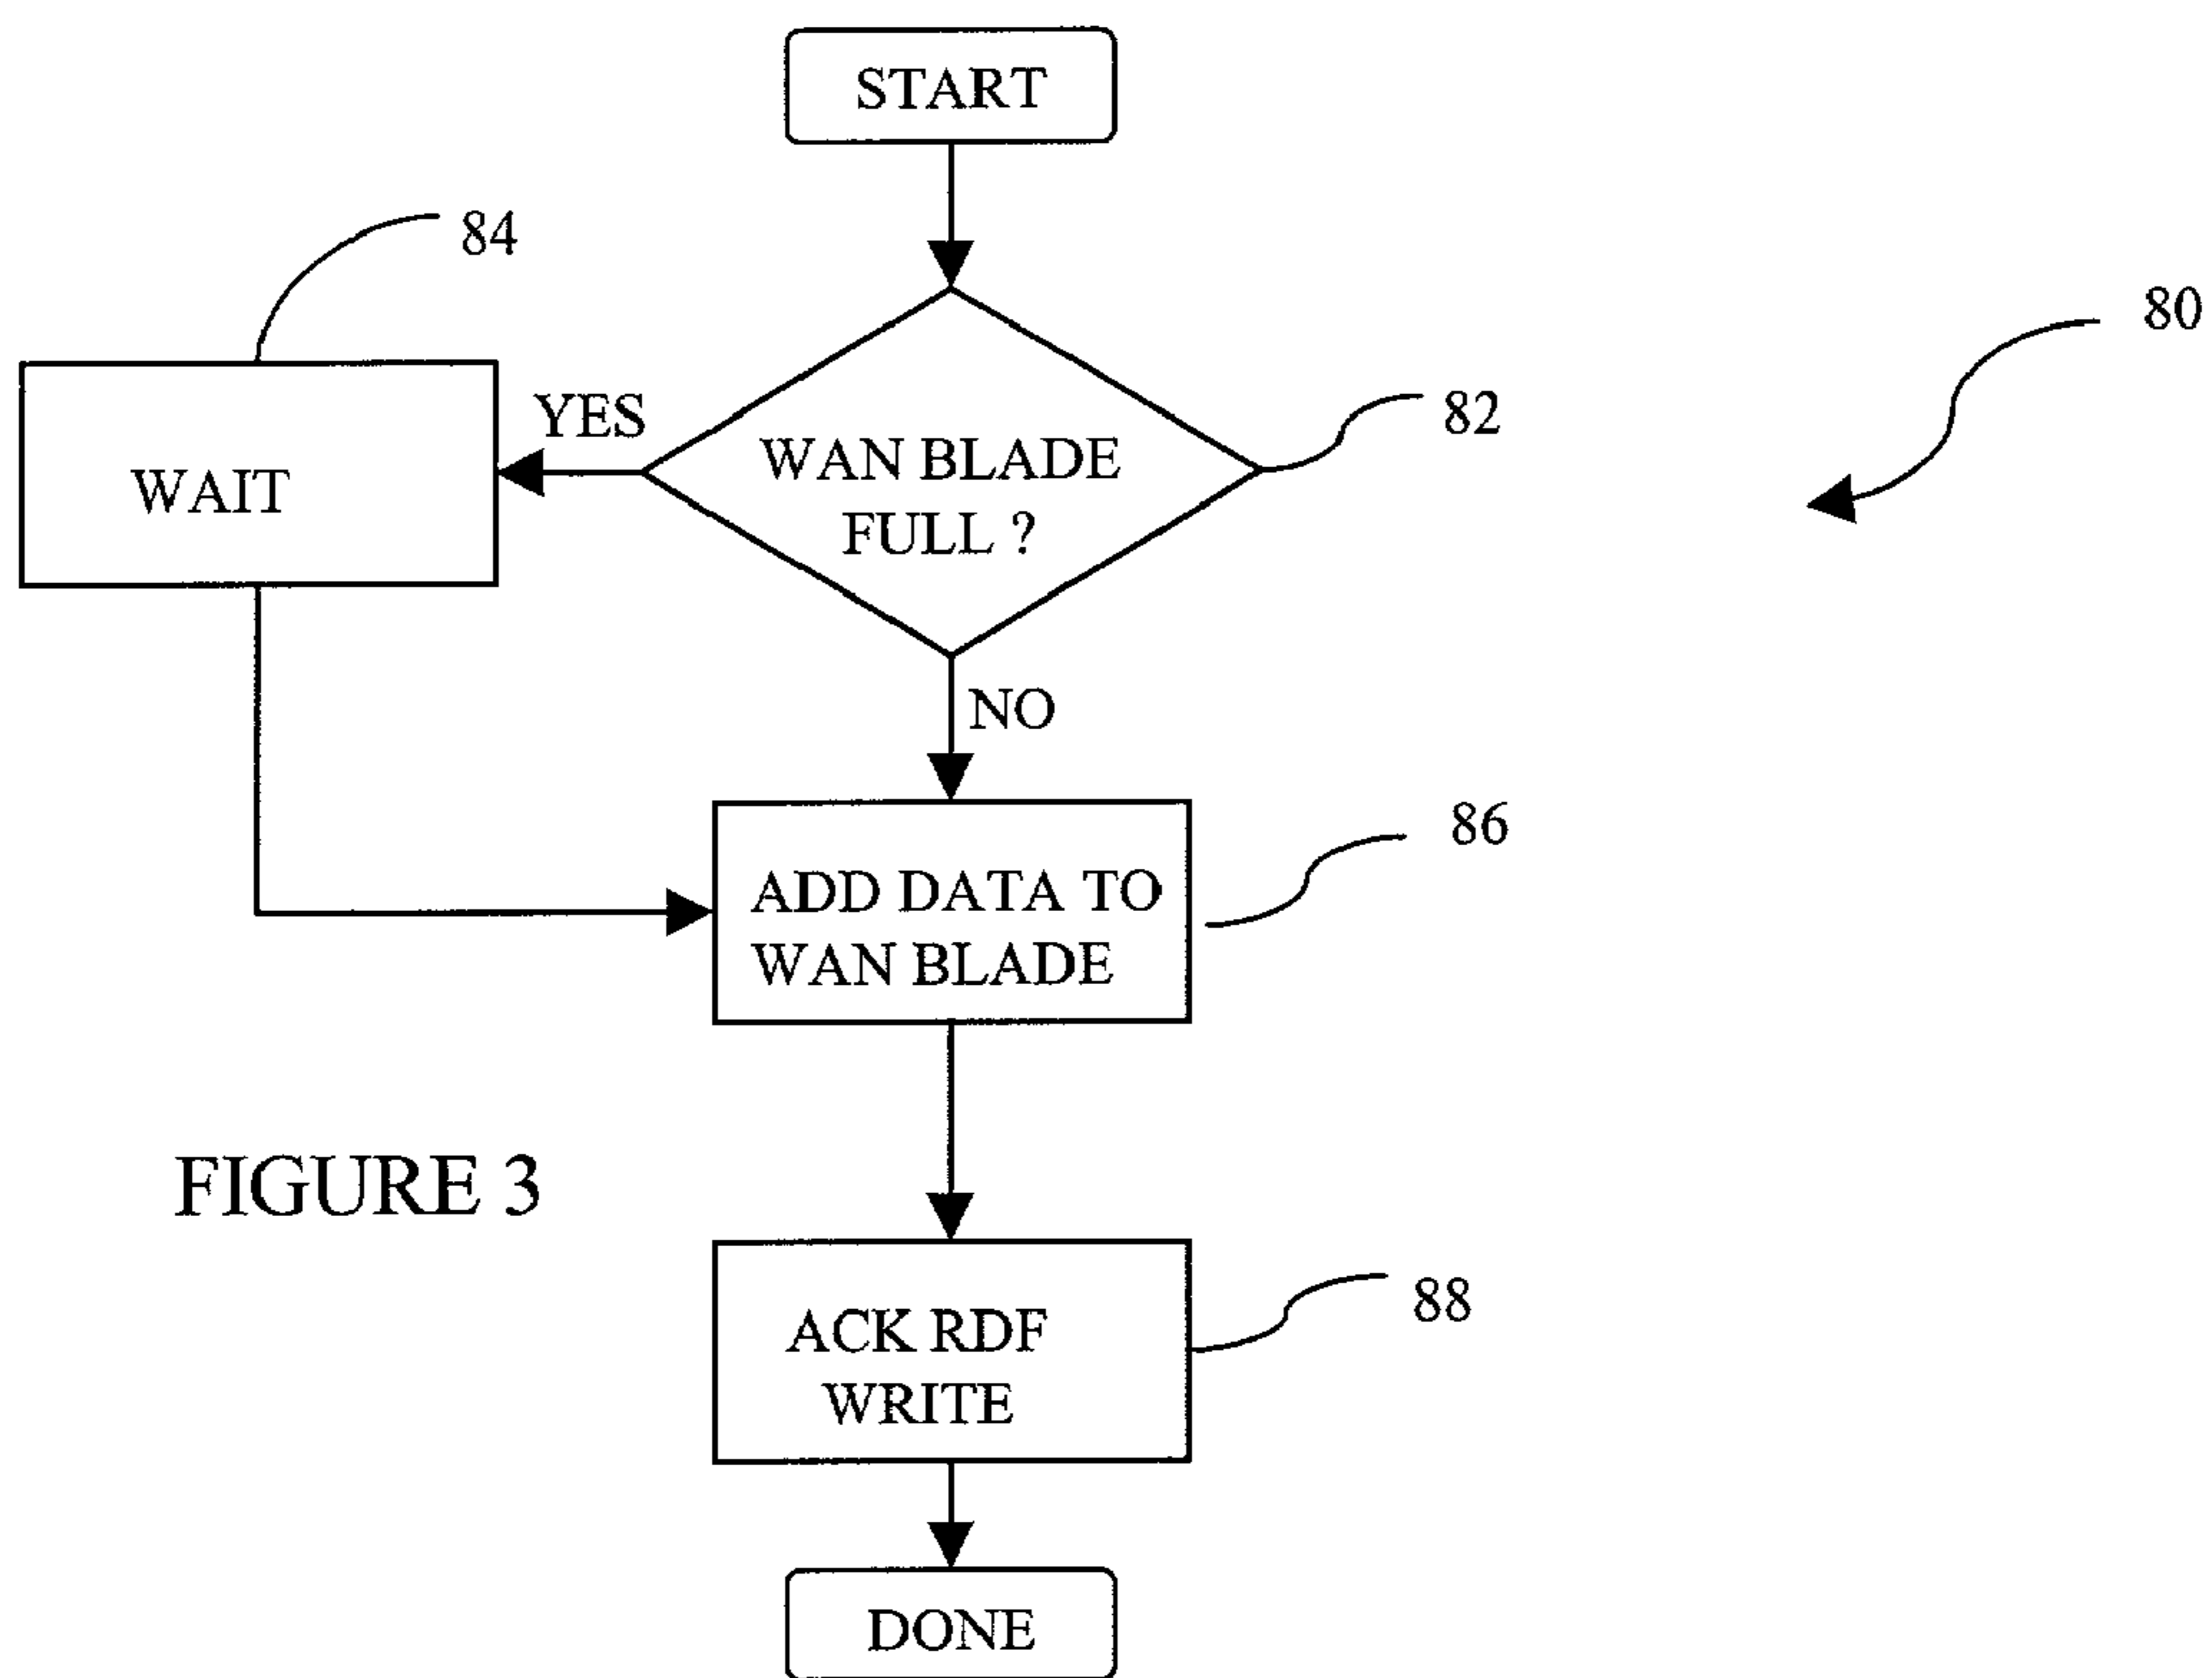 START
84
80
YES
82
WAN BLADE
FULL ?
WAIT
NO
86
ADD DATA TO
WAN BLADE
FIGURE 3
88
ACK RDF
WRITE
DONE